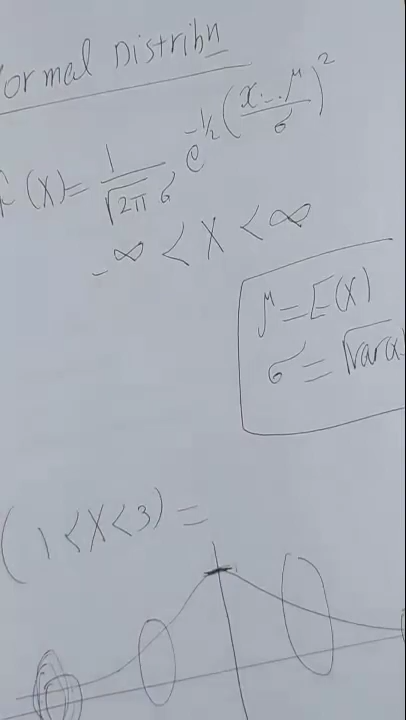 ormal Distribn
f(X) = 1/√2π σ e^-1/2 (x-μ/σ)^2
-∞ < X < ∞
μ = E(X)
σ = √var(x
(1 < X < 3) =